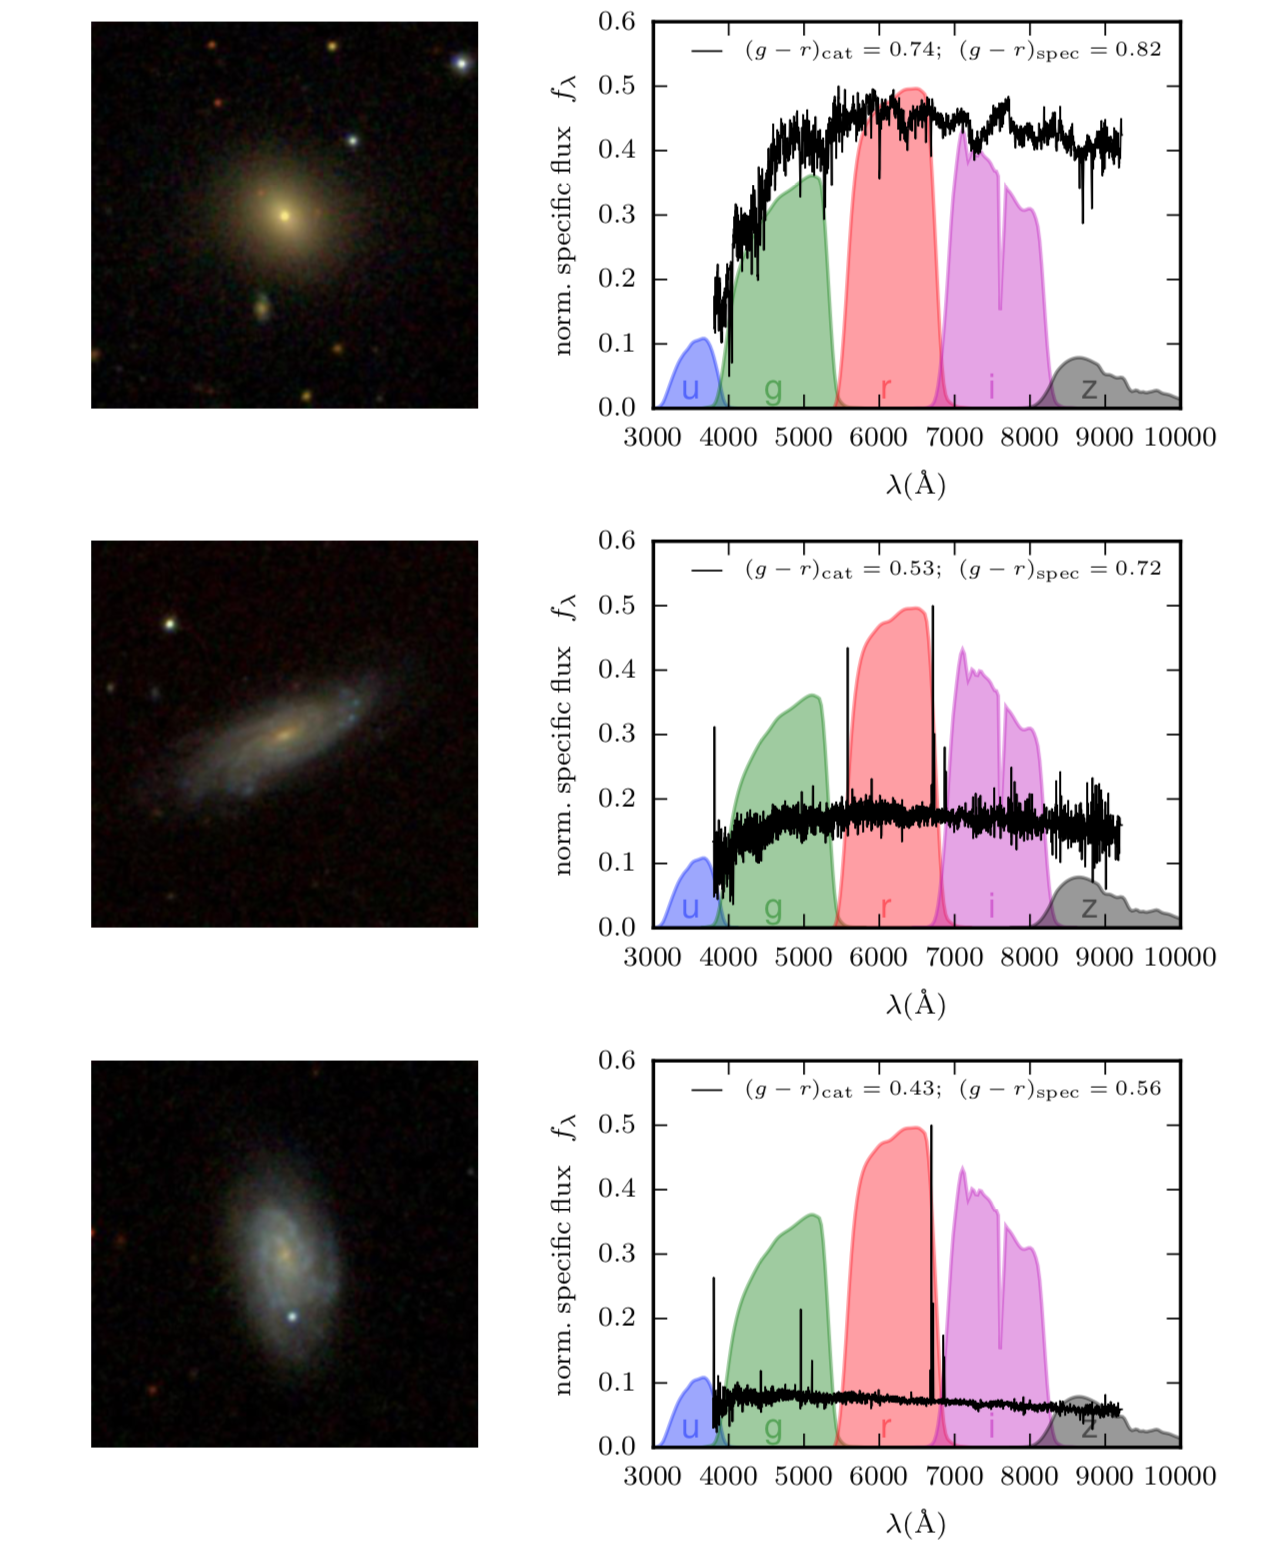 0.6
(g − r)cat = 0.74; (g − r)spec = 0.82
0.5
0.4
0.3
0.2
0.1
0.0
norm. specific flux fλ
u g r i z
3000 4000 5000 6000 7000 8000 9000 10000
λ(Å)
0.6
(g − r)cat = 0.53; (g − r)spec = 0.72
0.5
0.4
0.3
0.2
0.1
0.0
norm. specific flux fλ
u g r i z
3000 4000 5000 6000 7000 8000 9000 10000
λ(Å)
0.6
(g − r)cat = 0.43; (g − r)spec = 0.56
0.5
0.4
0.3
0.2
0.1
0.0
norm. specific flux fλ
u g r i z
3000 4000 5000 6000 7000 8000 9000 10000
λ(Å)